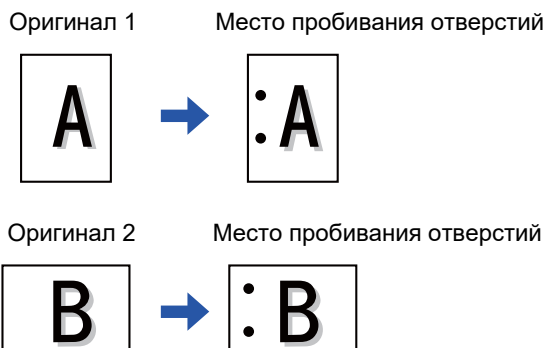 Оригинал 1 Место пробивания отверстий
A :A
Оригинал 2 Место пробивания отверстий
B :B